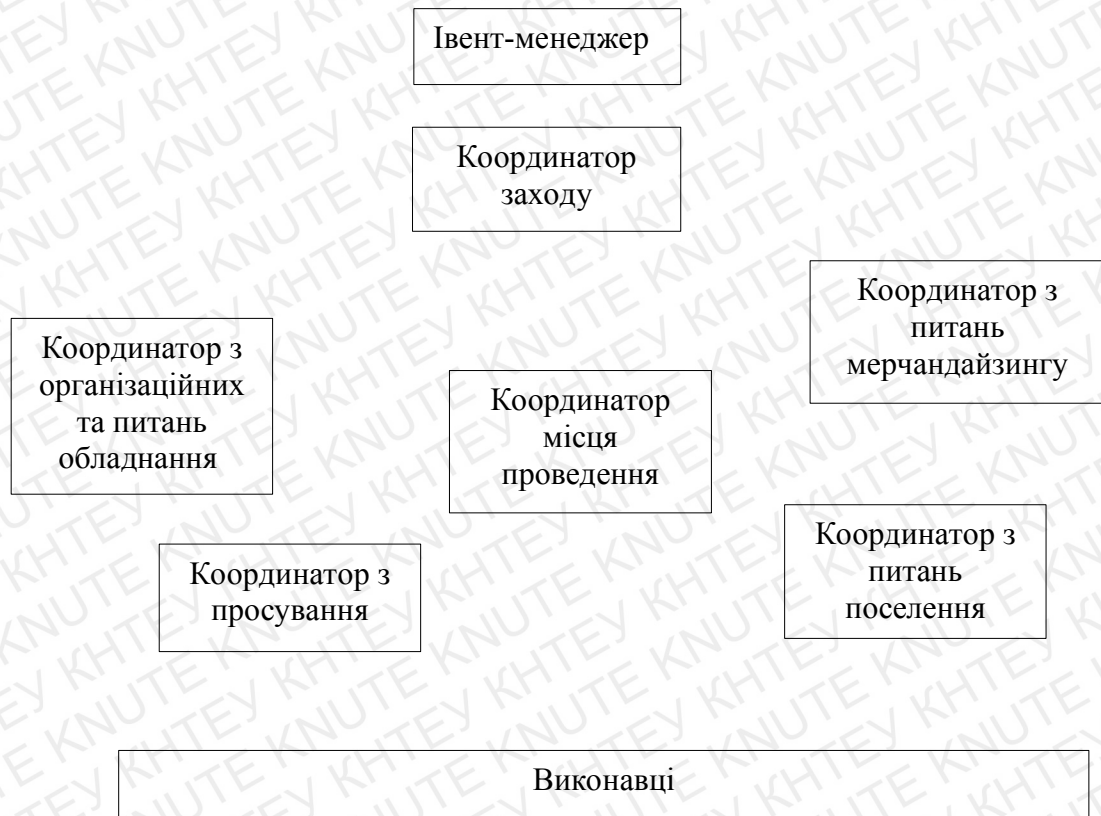 Івент-менеджер
Координатор
заходу
Координатор з
питань
мерчандайзингу
Координатор з
організаційних
та питань
обладнання
Координатор
місця
проведення
Координатор з
питань
поселення
Координатор з
просування
Виконавці